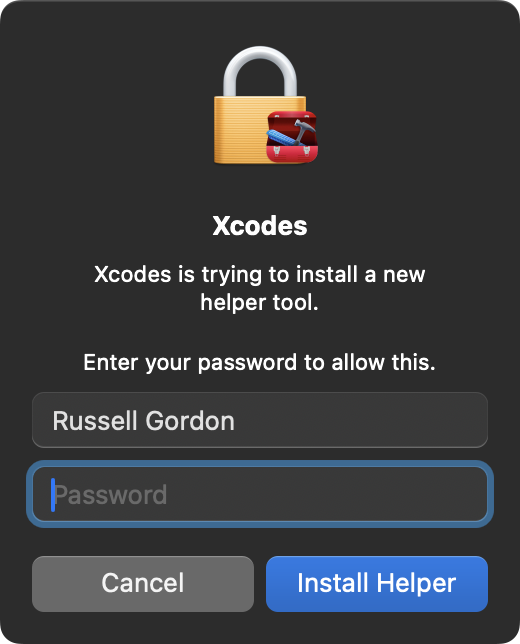 Xcodes
Xcodes is trying to install a new
helper tool.
Enter your password to allow this.
Russell Gordon
Password
Cancel
Install Helper